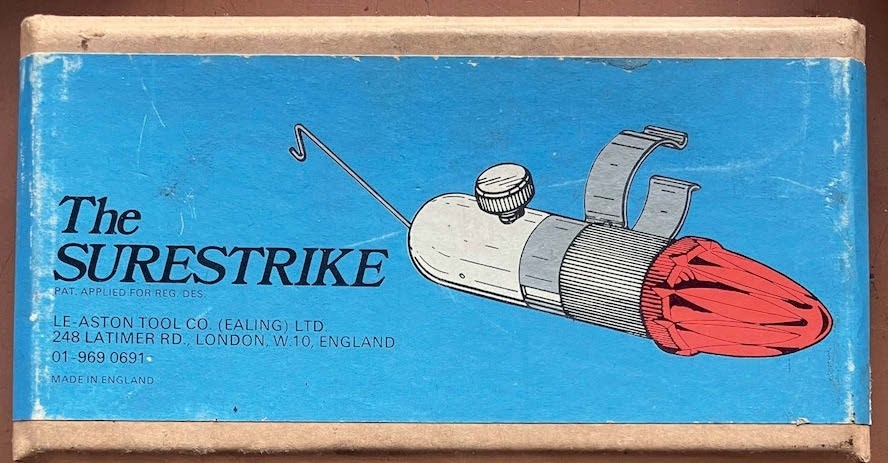 The
SURESTRIKE
PAT. APPLIED FOR REG. DES.
LE-ASTON TOOL CO. (EALING) LTD.
248 LATIMER RD., LONDON, W.10, ENGLAND
01-969 0691
MADE IN ENGLAND